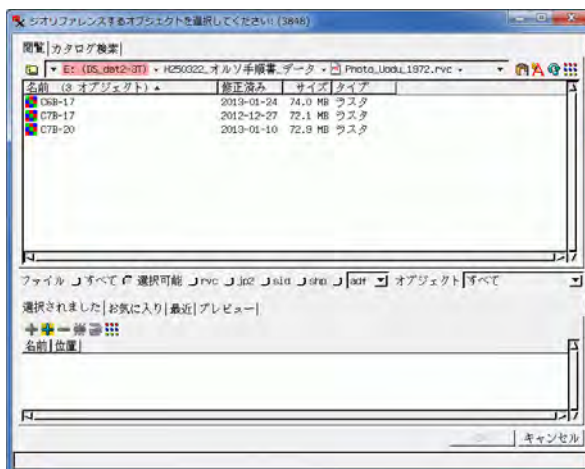 ジオリファレンスするオブジェクトを選択してください! (3848)
閲覧 カタログ検索
E: (DS_dat2-3T) H250322_オルソ手順書_データ Photo_Uodu_1972.rvc
名前 (3 オブジェクト) 修正済み サイズ タイプ
C6B-17 2013-01-24 74.0 MB ラスタ
C7B-17 2012-12-27 72.1 MB ラスタ
C7B-20 2013-01-10 72.9 MB ラスタ
ファイル すべて 選択可能 rvc jp2 sid shp adf オブジェクト すべて
選択されました お気に入り 最近 プレビュー
名前 位置
キャンセル